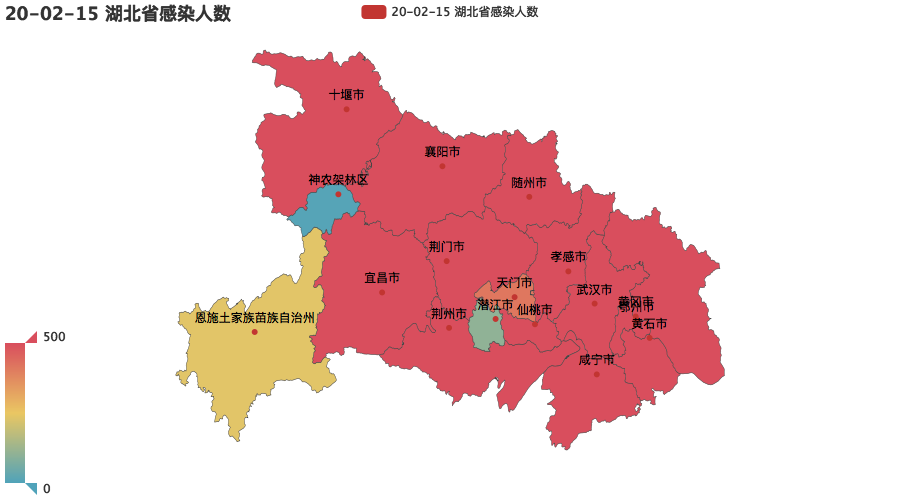 20-02-15 湖北省感染人数
20-02-15 湖北省感染人数
十堰市
襄阳市
神农架林区
随州市
荆门市
孝感市
宜昌市
天门市
武汉市
潜江市
仙桃市
黄冈市
鄂州市
荆州市
恩施土家族苗族自治州
黄石市
咸宁市
500
0